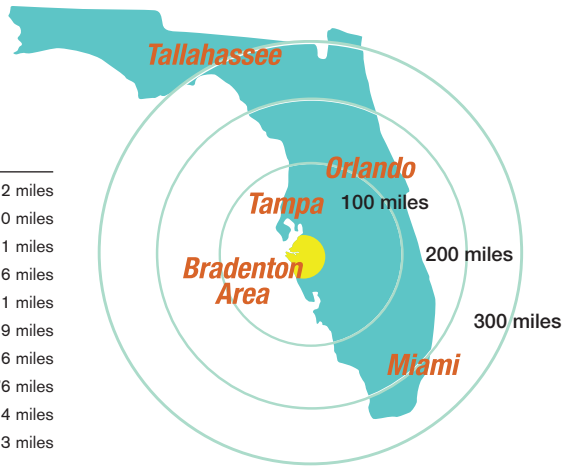 Tallahassee
Orlando
Tampa
100 miles
Bradenton
Area
200 miles
300 miles
Miami
2 miles
0 miles
1 miles
6 miles
1 miles
9 miles
6 miles
6 miles
4 miles
3 miles